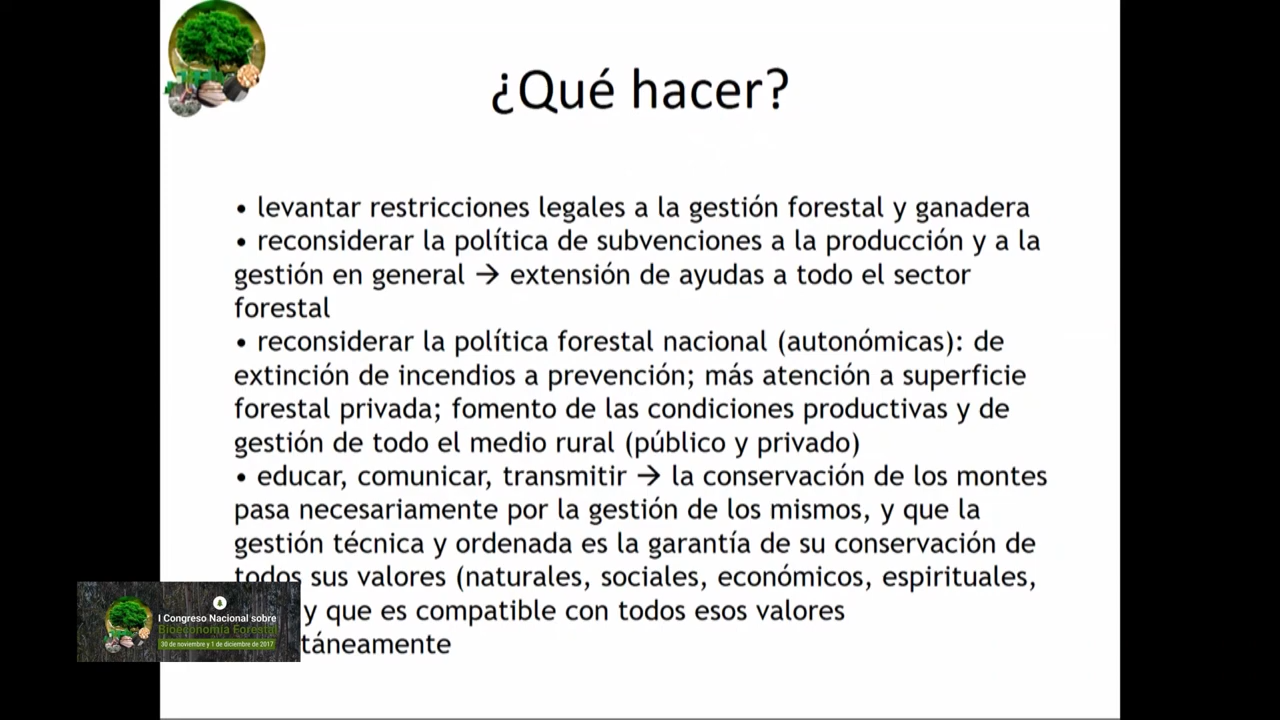 ¿Qué hacer?
• levantar restricciones legales a la gestión forestal y ganadera
• reconsiderar la política de subvenciones a la producción y a la
gestión en general → extensión de ayudas a todo el sector
forestal
• reconsiderar la política forestal nacional (autonómicas): de
extinción de incendios a prevención; más atención a superficie
forestal privada; fomento de las condiciones productivas y de
gestión de todo el medio rural (público y privado)
• educar, comunicar, transmitir → la conservación de los montes
pasa necesariamente por la gestión de los mismos, y que la
gestión técnica y ordenada es la garantía de su conservación de
todos sus valores (naturales, sociales, económicos, espirituales,
y que es compatible con todos esos valores
táneamente
I Congreso Nacional sobre
Bioeconomía Forestal
30 de noviembre y 1 de diciembre de 2017